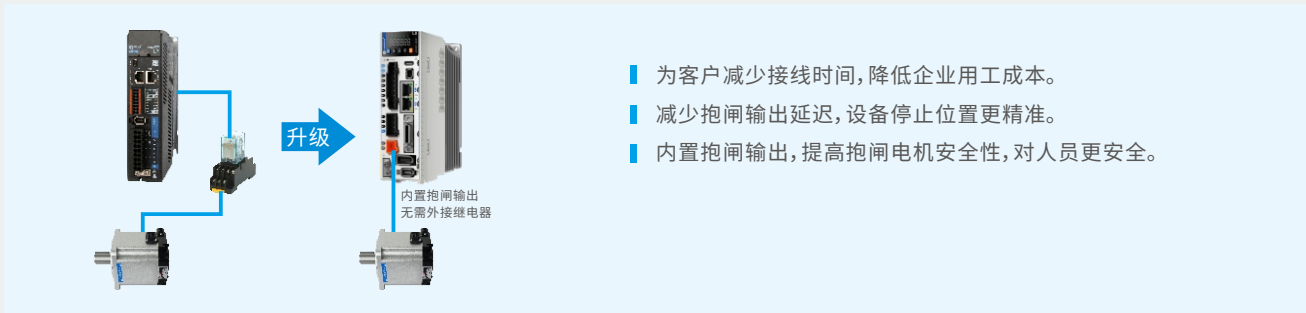 升级
内置抱闸输出
无需外接继电器
为客户减少接线时间,降低企业用工成本。
减少抱闸输出延迟,设备停止位置更精准。
内置抱闸输出,提高抱闸电机安全性,对人员更安全。